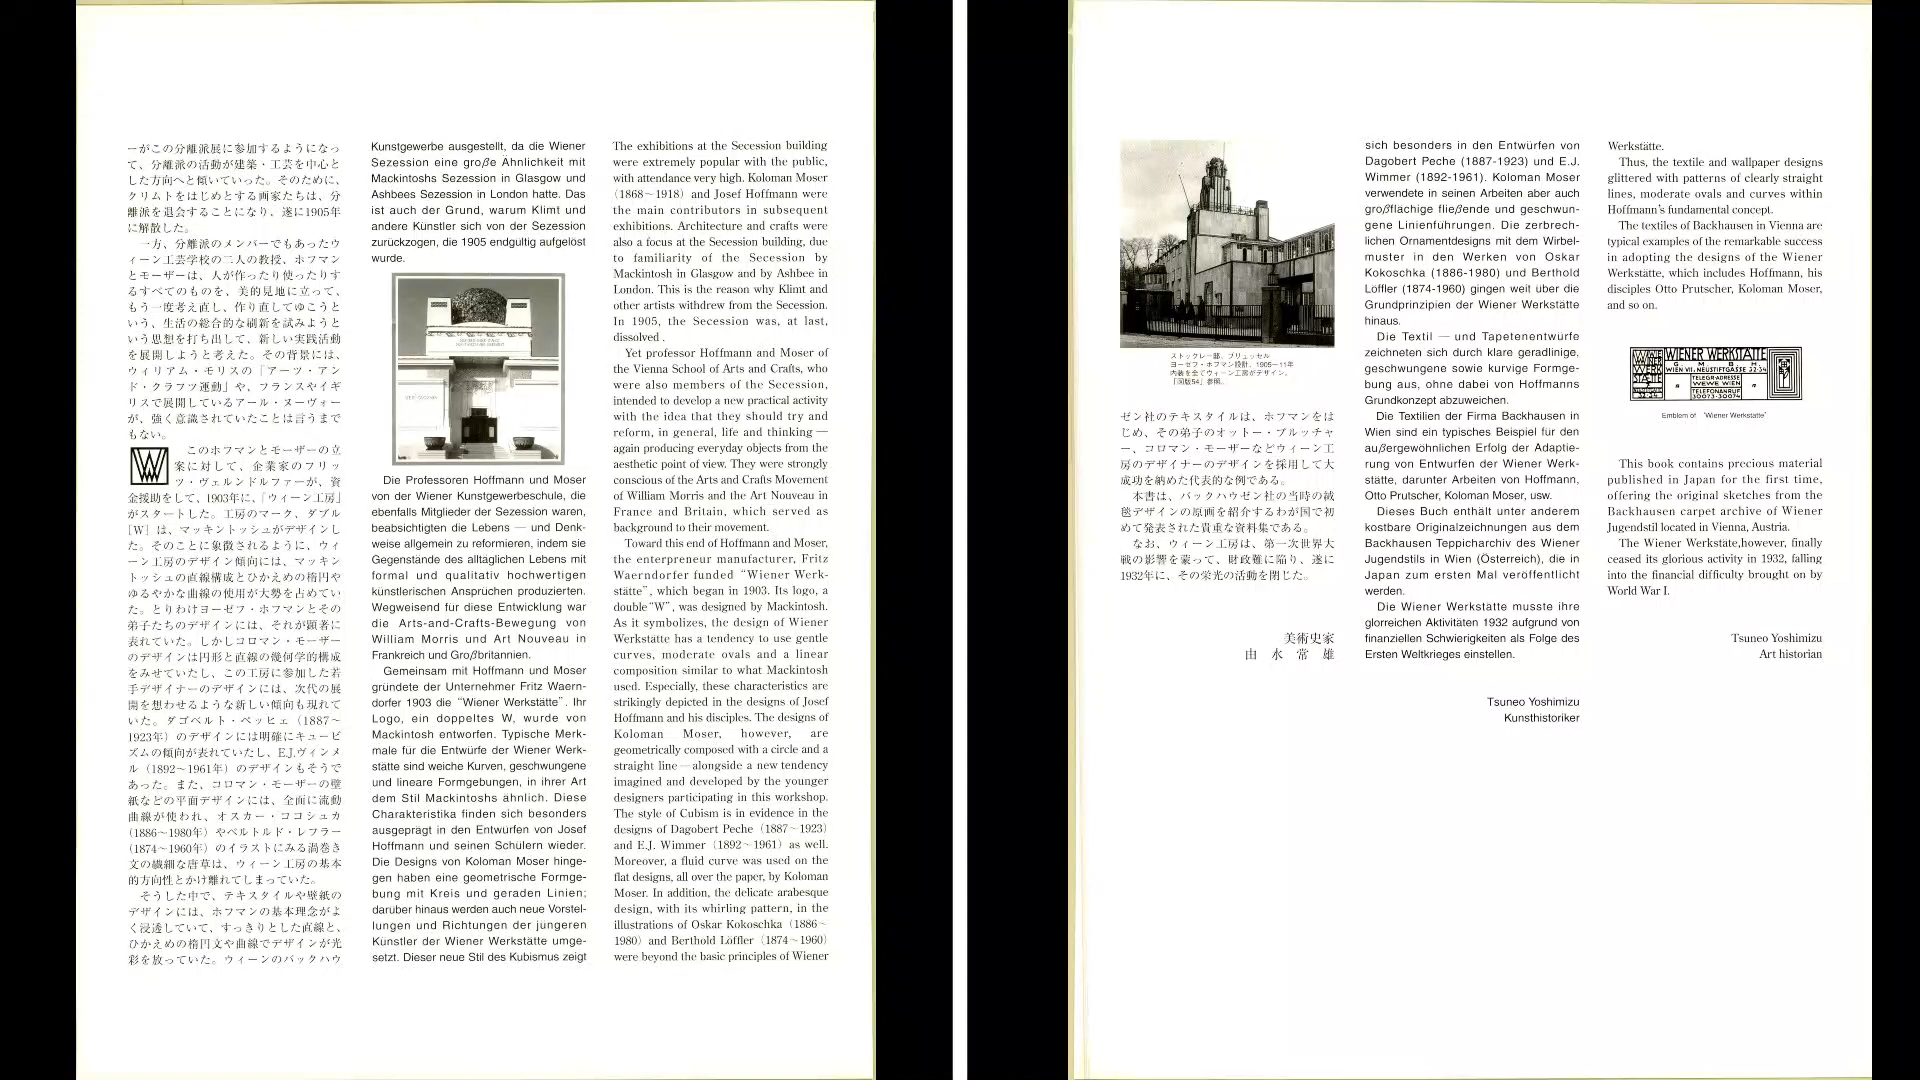 ーがこの分離派展に参加するようになっ
て、分離派の活動が建築・工芸を中心と
した方向へと傾いていった。そのために、
クリムトをはじめとする画家たちは、分
離派を退会することになり、遂に1905年
に解散した。
一方、分離派のメンバーでもあったウ
ィーン工芸学校の二人の教授、ホフマン
とモーザーは、人が作ったり使ったりす
るすべてのものを、美的見地に立って、
もう一度考え直し、作り直してゆこうと
いう、生活の総合的な刷新を試みようと
いう思想を打ち出して、新しい実践活動
を展開しようと考えた。その背景には、
ウィリアム・モリスの「アーツ・アン
ド・クラフツ運動」や、フランスやイギ
リスで展開しているアール・ヌーヴォー
が、強く意識されていたことは言うまで
もない。
このホフマンとモーザーの立
案に対して、企業家のフリッ
ツ・ヴェルンドルファーが、資
金援助をして、1903年に、「ウィーン工房」
がスタートした。工房のマーク、ダブル
[W] は、マッキントッシュがデザインし
た。そのことに象徴されるように、ウィ
ーン工房のデザイン傾向には、マッキン
トッシュの直線構成とひかえめの楕円や
ゆるやかな曲線の使用が大勢を占めてい
た。とりわけヨーゼフ・ホフマンとその
弟子たちのデザインには、それが顕著に
表れていた。しかしコロマン・モーザー
のデザインは円形と直線の幾何学的構成
をみせていたし、この工房に参加した若
手デザイナーのデザインには、次代の展
開を想わせるような新しい傾向も現れて
いた。ダゴベルト・ペッヒェ（1887〜
1923年）のデザインには明確にキュービ
ズムの傾向が表れていたし、E.J.ヴィンメ
ル（1892〜1961年）のデザインもそうで
あった。また、コロマン・モーザーの壁
紙などの平面デザインには、全面に流動
曲線が使われ、オスカー・ココシュカ
(1886〜1980年）やベルトルド・レフラー
(1874〜1960年）のイラストにみる渦巻き
文の繊細な唐草は、ウィーン工房の基本
的方向性とかけ離れてしまっていた。
そうした中で、テキスタイルや壁紙の
デザインには、ホフマンの基本理念がよ
く浸透していて、すっきりとした直線と、
ひかえめの楕円文や曲線でデザインが光
彩を放っていた。ウィーンのバックハウ
Kunstgewerbe ausgestellt, da die Wiener
Sezession eine große Ähnlichkeit mit
Mackintoshs Sezession in Glasgow und
Ashbees Sezession in London hatte. Das
ist auch der Grund, warum Klimt und
andere Künstler sich von der Sezession
zurückzogen, die 1905 endgultig aufgelöst
wurde.
Die Professoren Hoffmann und Moser
von der Wiener Kunstgewerbeschule, die
ebenfalls Mitglieder der Sezession waren,
beabsichtigten die Lebens — und Denk-
weise allgemein zu reformieren, indem sie
Gegenstände des alltaglichen Lebens mit
formal und qualitativ hochwertigen
künstlerischen Anspruchen produzierten.
Wegweisend für diese Entwicklung war
die Arts-and-Crafts-Bewegung von
William Morris und Art Nouveau in
Frankreich und Großbritannien.
Gemeinsam mit Hoffmann und Moser
gründete der Unternehmer Fritz Waern-
dorfer 1903 die “Wiener Werkstätte”. Ihr
Logo, ein doppeltes W, wurde von
Mackintosh entworfen. Typische Merk-
male für die Entwürfe der Wiener Werk-
stätte sind weiche Kurven, geschwungene
und lineare Formgebungen, in ihrer Art
dem Stil Mackintoshs ähnlich. Diese
Charakteristika finden sich besonders
ausgeprägt in den Entwurfen von Josef
Hoffmann und seinen Schülern wieder.
Die Designs von Koloman Moser hinge-
gen haben eine geometrische Formge-
bung mit Kreis und geraden Linien;
darüber hinaus werden auch neue Vorstel-
lungen und Richtungen der jungeren
Künstler der Wiener Werkstätte umge-
setzt. Dieser neue Stil des Kubismus zeigt
The exhibitions at the Secession building
were extremely popular with the public,
with attendance very high. Koloman Moser
(1868〜1918) and Josef Hoffmann were
the main contributors in subsequent
exhibitions. Architecture and crafts were
also a focus at the Secession building, due
to familiarity of the Secession by
Mackintosh in Glasgow and by Ashbee in
London. This is the reason why Klimt and
other artists withdrew from the Secession.
In 1905, the Secession was, at last,
dissolved .
Yet professor Hoffmann and Moser of
the Vienna School of Arts and Crafts, who
were also members of the Secession,
intended to develop a new practical activity
with the idea that they should try and
reform, in general, life and thinking —
again producing everyday objects from the
aesthetic point of view. They were strongly
conscious of the Arts and Crafts Movement
of William Morris and the Art Nouveau in
France and Britain, which served as
background to their movement.
Toward this end of Hoffmann and Moser,
the enterpreneur manufacturer, Fritz
Waerndorfer funded “Wiener Werk-
stätte”, which began in 1903. Its logo, a
double “W”, was designed by Mackintosh.
As it symbolizes, the design of Wiener
Werkstätte has a tendency to use gentle
curves, moderate ovals and a linear
composition similar to what Mackintosh
used. Especially, these characteristics are
strikingly depicted in the designs of Josef
Hoffmann and his disciples. The designs of
Koloman Moser, however, are
geometrically composed with a circle and a
straight line — alongside a new tendency
imagined and developed by the younger
designers participating in this workshop.
The style of Cubism is in evidence in the
designs of Dagobert Peche (1887〜1923)
and E.J. Wimmer (1892〜1961) as well.
Moreover, a fluid curve was used on the
flat designs, all over the paper, by Koloman
Moser. In addition, the delicate arabesque
design, with its whirling pattern, in the
illustrations of Oskar Kokoschka (1886〜
1980) and Berthold Löffler (1874〜1960)
were beyond the basic principles of Wiener
ストックレー邸、ブリュッセル
ヨーゼフ・ホフマン設計、1905〜11年
内装を全てウィーン工房がデザイン。
「図版54」参照。
ゼン社のテキスタイルは、ホフマンをは
じめ、その弟子のオットー・プルッチャ
ー、コロマン・モーザーなどウィーン工
房のデザイナーのデザインを採用して大
成功を納めた代表的な例である。
本書は、バックハウゼン社の当時の絨
毯デザインの原画を紹介するわが国で初
めて発表された貴重な資料集である。
なお、ウィーン工房は、第一次世界大
戦の影響を蒙って、財政難に陥り、遂に
1932年に、その栄光の活動を閉じた。
美術史家
由水常雄
sich besonders in den Entwürfen von
Dagobert Peche (1887-1923) und E.J.
Wimmer (1892-1961). Koloman Moser
verwendete in seinen Arbeiten aber auch
großflächige fließende und geschwun-
gene Linienführungen. Die zerbrech-
lichen Ornamentdesigns mit dem Wirbel-
muster in den Werken von Oskar
Kokoschka (1886-1980) und Berthold
Löffler (1874-1960) gingen weit über die
Grundprinzipien der Wiener Werkstätte
hinaus.
Die Textil — und Tapetenentwürfe
zeichneten sich durch klare geradlinige,
geschwungene sowie kurvige Formge-
bung aus, ohne dabei von Hoffmanns
Grundkonzept abzuweichen.
Die Textilien der Firma Backhausen in
Wien sind ein typisches Beispiel für den
außergewöhnlichen Erfolg der Adaptie-
rung von Entwurfen der Wiener Werk-
stätte, darunter Arbeiten von Hoffmann,
Otto Prutscher, Koloman Moser, usw.
Dieses Buch enthält unter anderem
kostbare Originalzeichnungen aus dem
Backhausen Teppicharchiv des Wiener
Jugendstils in Wien (Österreich), die in
Japan zum ersten Mal veröffentlicht
werden.
Die Wiener Werkstätte musste ihre
glorreichen Aktivitäten 1932 aufgrund von
finanziellen Schwierigkeiten als Folge des
Ersten Weltkrieges einstellen.
Tsuneo Yoshimizu
Kunsthistoriker
Werkstätte.
Thus, the textile and wallpaper designs
glittered with patterns of clearly straight
lines, moderate ovals and curves within
Hoffmann's fundamental concept.
The textiles of Backhausen in Vienna are
typical examples of the remarkable success
in adopting the designs of the Wiener
Werkstätte, which includes Hoffmann, his
disciples Otto Prutscher, Koloman Moser,
and so on.
WIENER WERKSTÄTTE
G. M. B. H.
WIEN VII. NEUSTIFTGASSE 32-34
TELEGR-ADRESSE
WEWE WIEN
TELEFONANRUF
30073-30074
Emblem of “Wiener Werkstatte”
This book contains precious material
published in Japan for the first time,
offering the original sketches from the
Backhausen carpet archive of Wiener
Jugendstil located in Vienna, Austria.
The Wiener Werkstäte,however, finally
ceased its glorious activity in 1932, falling
into the financial difficulty brought on by
World War I.
Tsuneo Yoshimizu
Art historian